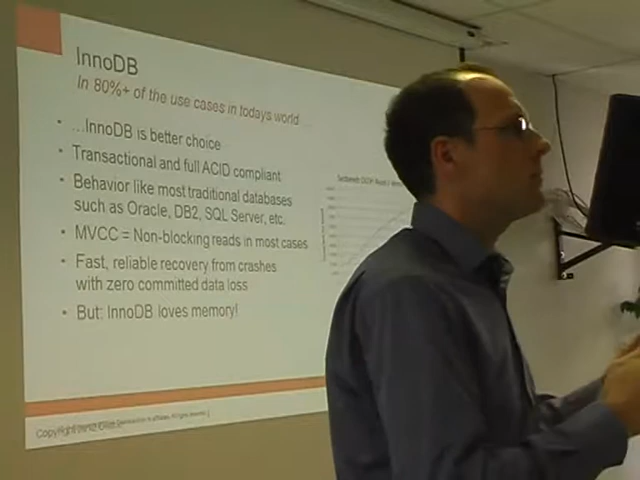 InnoDB
In 80%+ of the use cases in todays world
• ...InnoDB is better choice
• Transactional and full ACID compliant
• Behavior like most traditional databases
such as Oracle, DB2, SQL Server, etc.
• MVCC = Non-blocking reads in most cases
• Fast, reliable recovery from crashes
with zero committed data loss
• But: InnoDB loves memory!